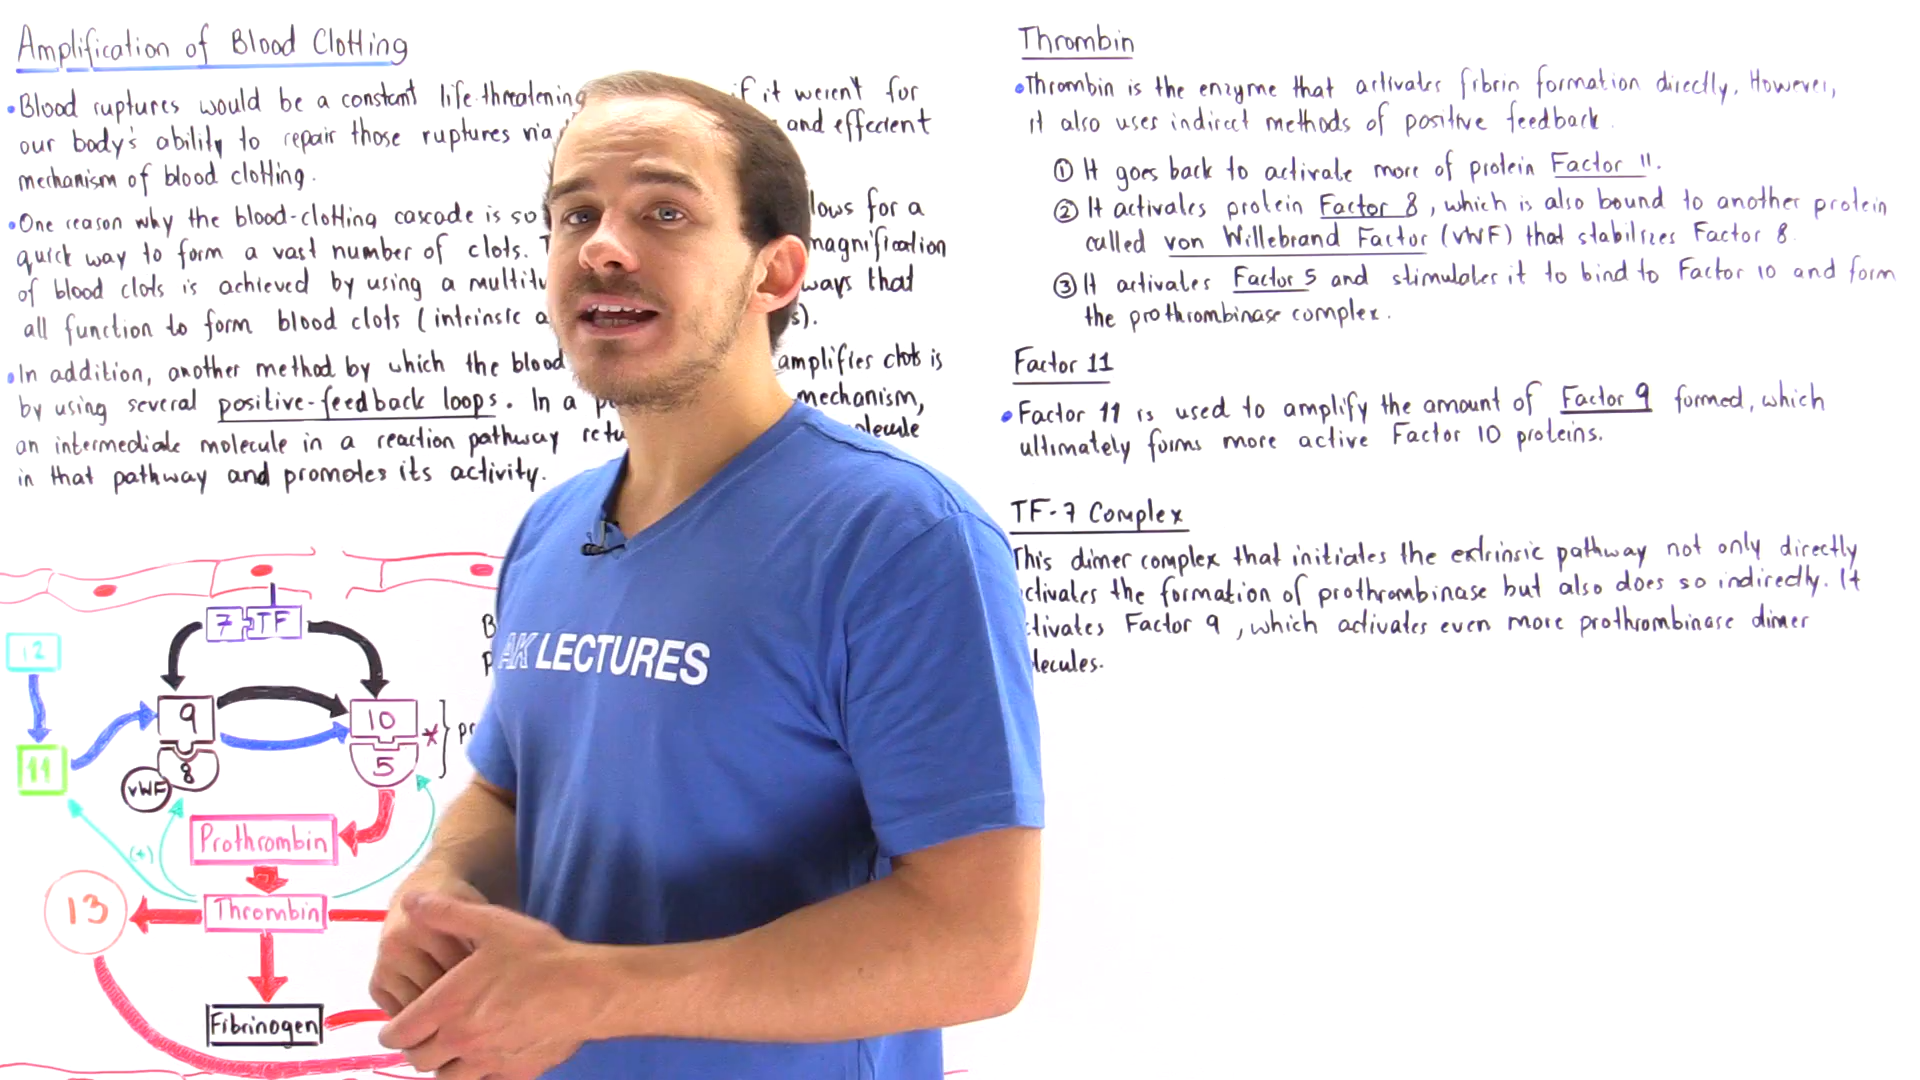 Amplification of Blood Clotting
•Blood ruptures would be a constant life-threatening if it weren't for
our body's ability to repair those ruptures via and effecient
mechanism of blood clotting.
•One reason why the blood-clotting cascade is so lows for a
quick way to form a vast number of clots. magnification
of blood clots is achieved by using a multitu ways that
all function to form blood clots (intrinsic a s).
•In addition, another method by which the blood amplifies clots is
by using several positive-feedback loops. In a mechanism,
an intermediate molecule in a reaction pathway retu molecule
in that pathway and promotes its activity.
7 TF
12
9
10
11
8
5
vWF
Prothrombin
(+)
13
Thrombin
Fibrinogen
AK LECTURES
Thrombin
•Thrombin is the enzyme that activates fibrin formation directly. However,
it also uses indirect methods of positive feedback.
① It goes back to activate more of protein Factor 11.
② It activates protein Factor 8, which is also bound to another protein
called von Willebrand Factor (vWF) that stabilizes Factor 8.
③ It activates Factor 5 and stimulates it to bind to Factor 10 and form
the prothrombinase complex.
Factor 11
•Factor 11 is used to amplify the amount of Factor 9 formed, which
ultimately forms more active Factor 10 proteins.
TF-7 Complex
This dimer complex that initiates the extrinsic pathway not only directly
ctivates the formation of prothrombinase but also does so indirectly. It
tivates Factor 9, which activates even more prothrombinase dimer
lecules.